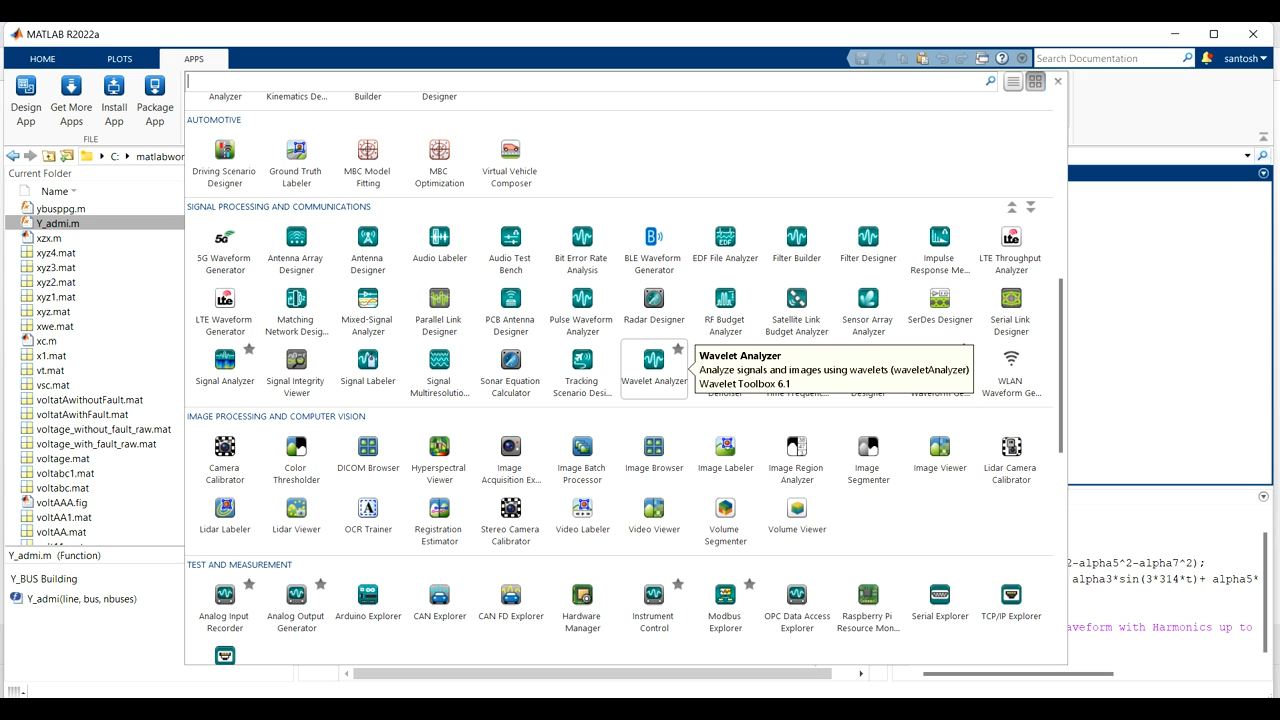 MATLAB R2022a
HOME
PLOTS
APPS
Search Documentation
santosh
Design App
Get More Apps
Install App
Package App
FILE
C:
matlabwor
Current Folder
Name
ybusppg.m
Y_admi.m
xzx.m
xyz4.mat
xyz3.mat
xyz2.mat
xyz1.mat
xyz.mat
xwe.mat
xc.m
x1.mat
vt.mat
vsc.mat
voltatAwithoutFault.mat
voltatAwithFault.mat
voltage_without_fault_raw.mat
voltage_with_fault_raw.mat
voltage.mat
voltabc1.mat
voltabc.mat
voltAAA.fig
voltAA1.mat
voltAA.mat
Y_admi.m (Function)
Y_BUS Building
Y_admi(line, bus, nbuses)
Analyzer
Kinematics De...
Builder
Designer
AUTOMOTIVE
Driving Scenario Designer
Ground Truth Labeler
MBC Model Fitting
MBC Optimization
Virtual Vehicle Composer
SIGNAL PROCESSING AND COMMUNICATIONS
5G Waveform Generator
Antenna Array Designer
Antenna Designer
Audio Labeler
Audio Test Bench
Bit Error Rate Analysis
BLE Waveform Generator
EDF File Analyzer
Filter Builder
Filter Designer
Impulse Response Me...
LTE Throughput Analyzer
LTE Waveform Generator
Matching Network Desig...
Mixed-Signal Analyzer
Parallel Link Designer
PCB Antenna Designer
Pulse Waveform Analyzer
Radar Designer
RF Budget Analyzer
Satellite Link Budget Analyzer
Sensor Array Analyzer
SerDes Designer
Serial Link Designer
Signal Analyzer
Signal Integrity Viewer
Signal Labeler
Signal Multiresolutio...
Sonar Equation Calculator
Tracking Scenario Desi...
Wavelet Analyzer
Wavelet Analyzer
Analyze signals and images using wavelets (waveletAnalyzer)
Wavelet Toolbox 6.1
WLAN Waveform Ge...
IMAGE PROCESSING AND COMPUTER VISION
Camera Calibrator
Color Thresholder
DICOM Browser
Hyperspectral Viewer
Image Acquisition Ex...
Image Batch Processor
Image Browser
Image Labeler
Image Region Analyzer
Image Segmenter
Image Viewer
Lidar Camera Calibrator
Lidar Labeler
Lidar Viewer
OCR Trainer
Registration Estimator
Stereo Camera Calibrator
Video Labeler
Video Viewer
Volume Segmenter
Volume Viewer
TEST AND MEASUREMENT
Analog Input Recorder
Analog Output Generator
Arduino Explorer
CAN Explorer
CAN FD Explorer
Hardware Manager
Instrument Control
Modbus Explorer
OPC Data Access Explorer
Raspberry Pi Resource Mon...
Serial Explorer
TCP/IP Explorer
2-alpha5^2-alpha7^2);
alpha3*sin(3*314*t)+ alpha5*
aveform with Harmonics up to